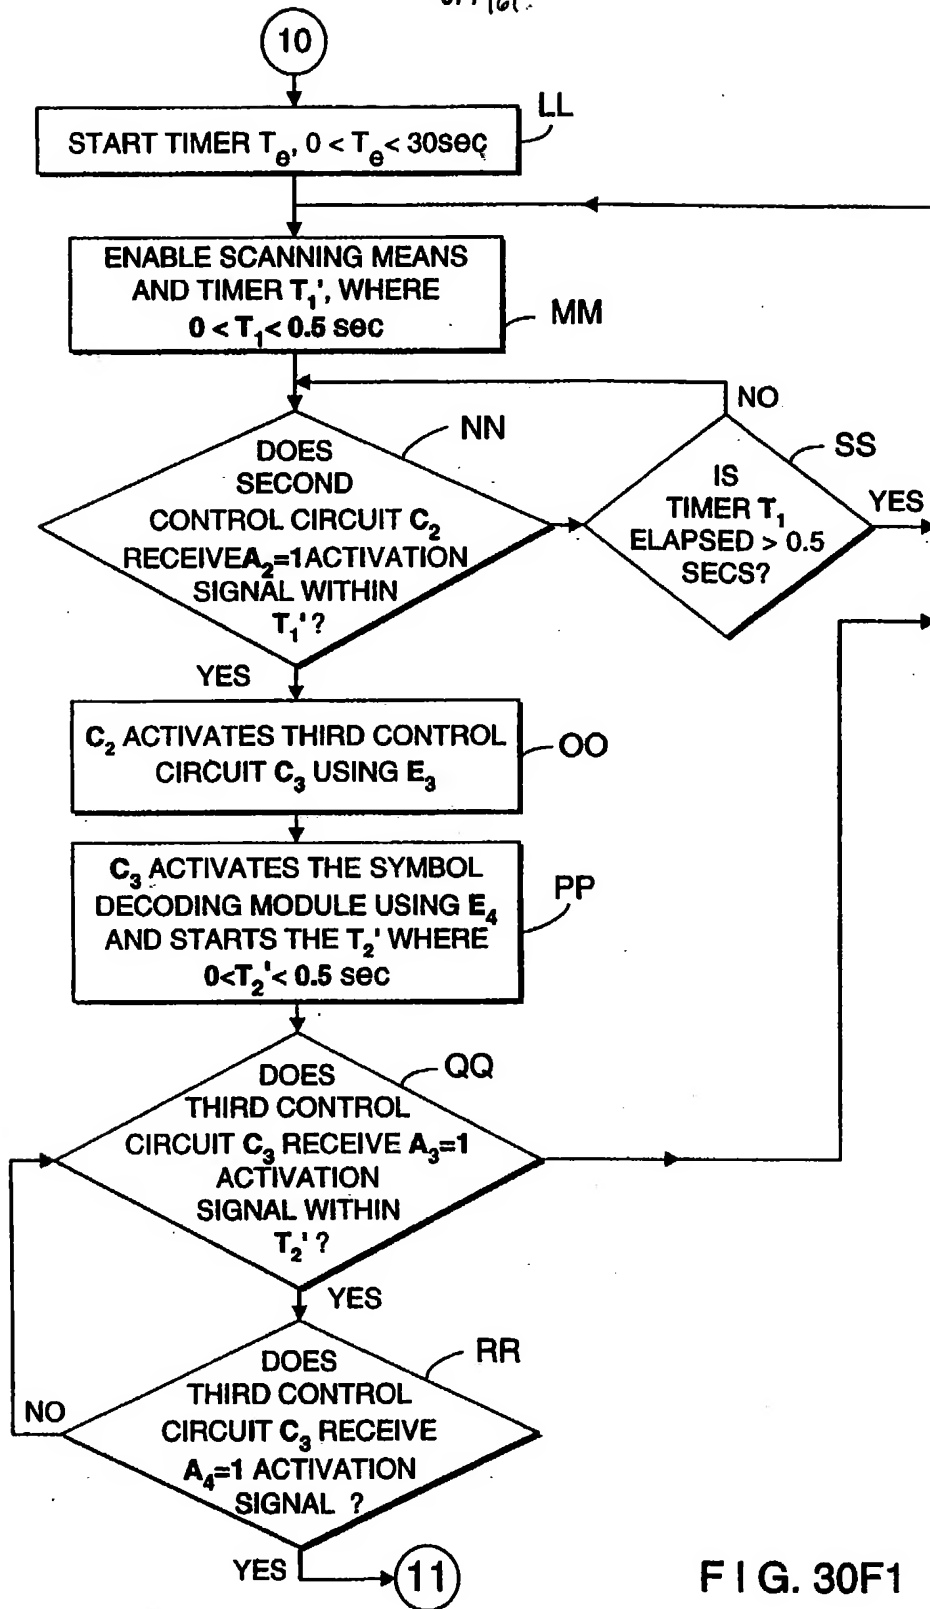 10
LL
START TIMER Tₑ, 0 < Tₑ < 30sec
ENABLE SCANNING MEANS
AND TIMER T₁', WHERE
0 < T₁ < 0.5 sec
MM
NO
NN
DOES
SECOND
CONTROL CIRCUIT C₂
RECEIVE A₂=1 ACTIVATION
SIGNAL WITHIN
T₁' ?
SS
IS
TIMER T₁
ELAPSED > 0.5
SECS?
YES
YES
C₂ ACTIVATES THIRD CONTROL
CIRCUIT C₃ USING E₃
OO
C₃ ACTIVATES THE SYMBOL
DECODING MODULE USING E₄
AND STARTS THE T₂' WHERE
0<T₂'< 0.5 sec
PP
QQ
DOES
THIRD CONTROL
CIRCUIT C₃ RECEIVE A₃=1
ACTIVATION
SIGNAL WITHIN
T₂' ?
YES
RR
DOES
THIRD CONTROL
CIRCUIT C₃ RECEIVE
A₄=1 ACTIVATION
SIGNAL ?
NO
YES
11
FIG. 30F1